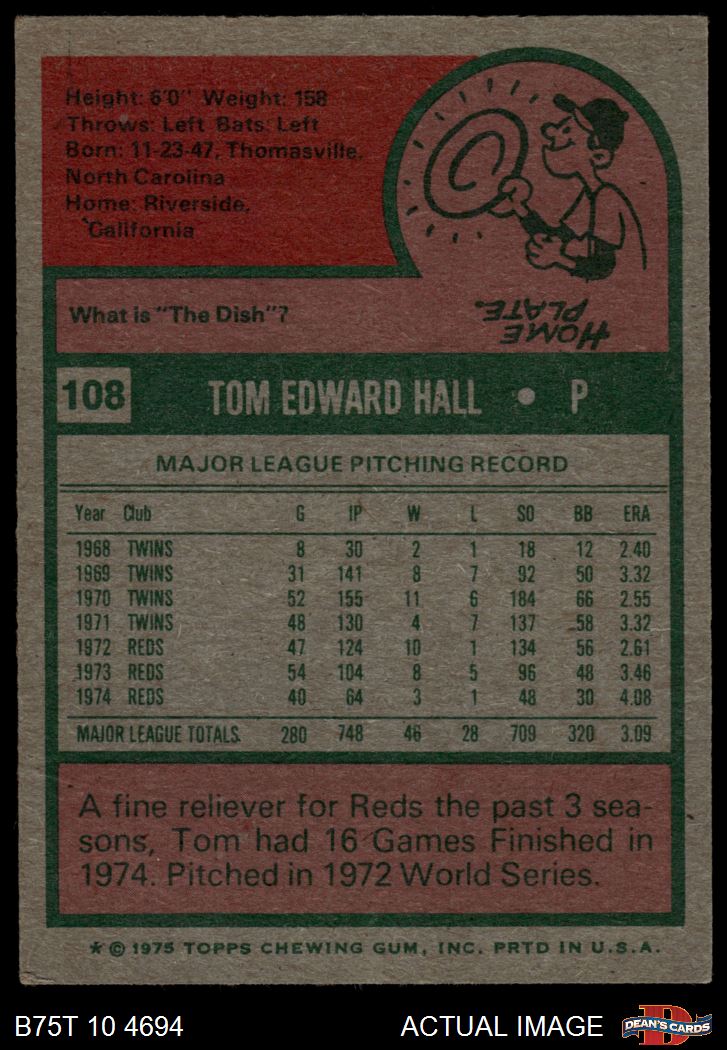 Height: 6'0" Weight: 158
Throws: Left Bats: Left
Born: 11-23-47, Thomasville,
North Carolina
Home: Riverside,
California
What is "The Dish"?
HOME
PLATE.
108 TOM EDWARD HALL • P
MAJOR LEAGUE PITCHING RECORD
Year Club G IP W L SO BB ERA
1968 TWINS 8 30 2 1 18 12 2.40
1969 TWINS 31 141 8 7 92 50 3.32
1970 TWINS 52 155 11 6 184 66 2.55
1971 TWINS 48 130 4 7 137 58 3.32
1972 REDS 47 124 10 1 134 56 2.61
1973 REDS 54 104 8 5 96 48 3.46
1974 REDS 40 64 3 1 48 30 4.08
MAJOR LEAGUE TOTALS 280 748 46 28 709 320 3.09
A fine reliever for Reds the past 3 sea-
sons, Tom had 16 Games Finished in
1974. Pitched in 1972 World Series.
* © 1975 TOPPS CHEWING GUM, INC. PRTD IN U.S.A.
B75T 10 4694 ACTUAL IMAGE
D
DEAN'S CARDS